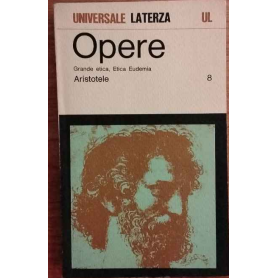 UNIVERSALE LATERZA UL
Opere
Grande etica, Etica Eudemia
Aristotele 8